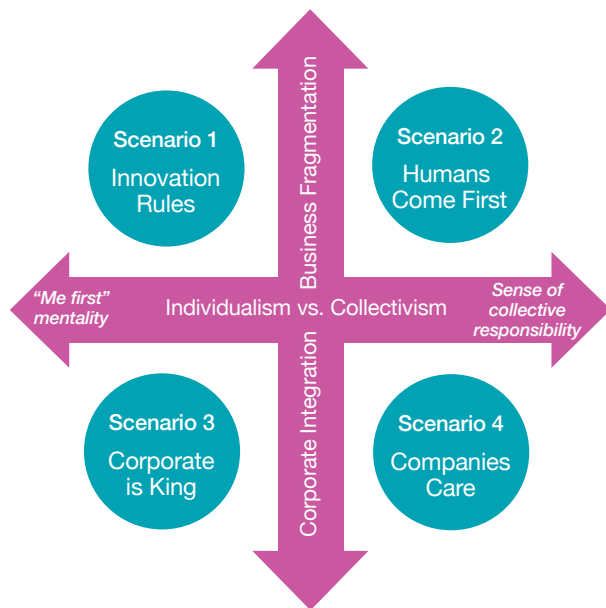 Business Fragmentation
Scenario 1
Innovation
Rules
Scenario 2
Humans
Come First
“Me first”
mentality
Individualism vs. Collectivism
Sense of
collective
responsibility
Corporate Integration
Scenario 3
Corporate
is King
Scenario 4
Companies
Care